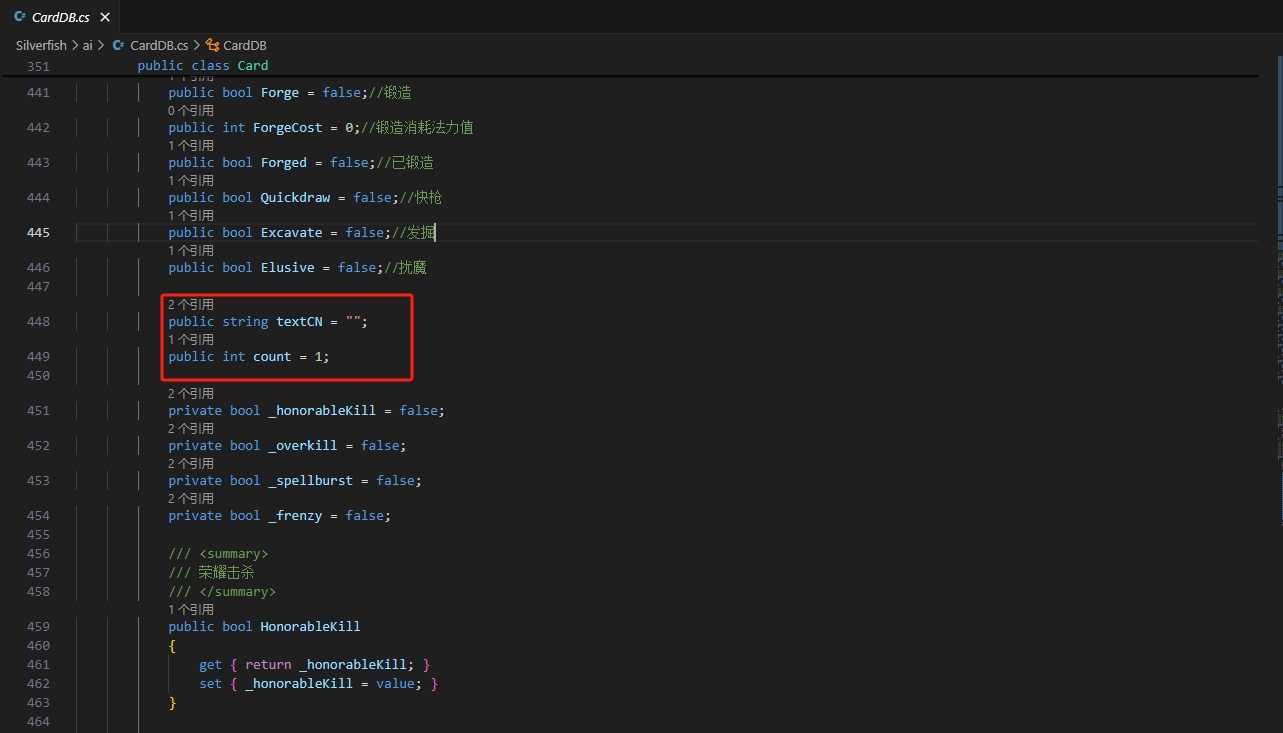 CardDB.cs
Silverfish > ai > CardDB.cs > CardDB
351 public class Card
1 个引用
441 public bool Forge = false;//锻造
0 个引用
442 public int ForgeCost = 0;//锻造消耗法力值
1 个引用
443 public bool Forged = false;//已锻造
1 个引用
444 public bool Quickdraw = false;//快枪
1 个引用
445 public bool Excavate = false;//发掘
1 个引用
446 public bool Elusive = false;//扰魔
447
2 个引用
448 public string textCN = "";
1 个引用
449 public int count = 1;
450
2 个引用
451 private bool _honorableKill = false;
2 个引用
452 private bool _overkill = false;
2 个引用
453 private bool _spellburst = false;
2 个引用
454 private bool _frenzy = false;
455
456 /// <summary>
457 /// 荣耀击杀
458 /// </summary>
1 个引用
459 public bool HonorableKill
460 {
461 get { return _honorableKill; }
462 set { _honorableKill = value; }
463 }
464